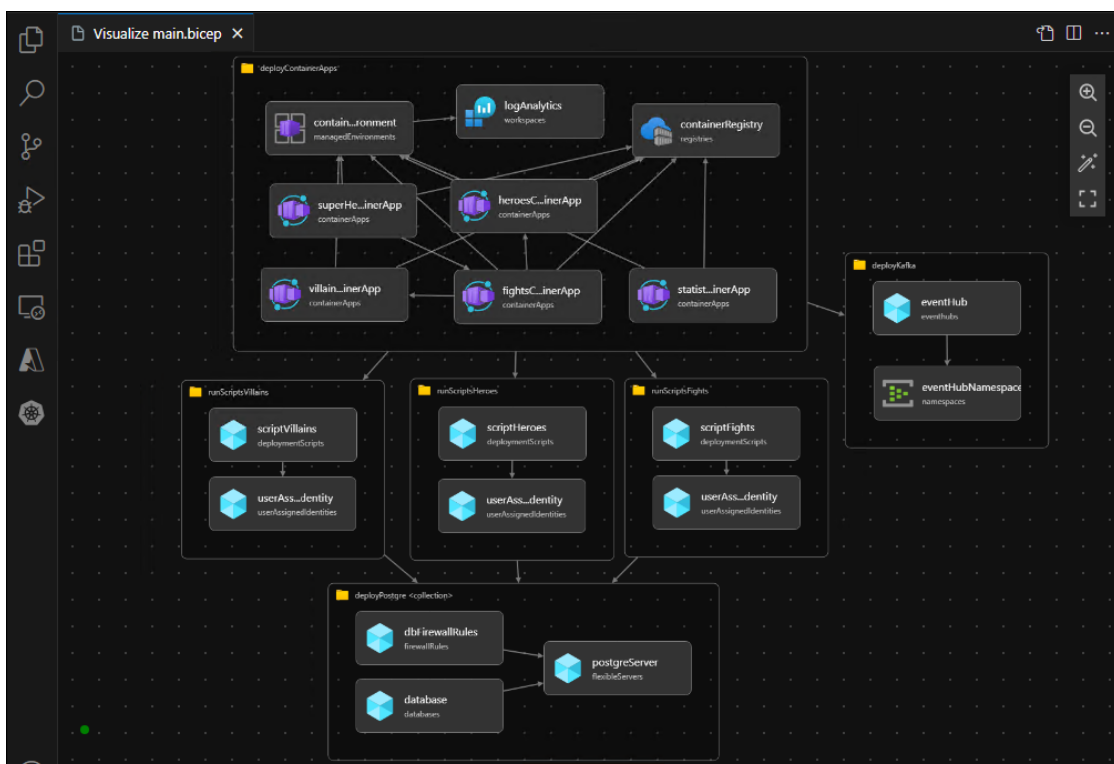 Visualize main.bicep
deployContainerApps
contain...ronment
managedEnvironments
logAnalytics
workspaces
containerRegistry
registries
superHe...inerApp
containerApps
heroesC...inerApp
containerApps
villain...inerApp
containerApps
fightsC...inerApp
containerApps
statist...inerApp
containerApps
deployKafka
eventHub
eventhubs
eventHubNamespace
namespaces
runScriptsVillains
scriptVillains
deploymentScripts
userAss...dentity
userAssignedIdentities
runScriptsHeroes
scriptHeroes
deploymentScripts
userAss...dentity
userAssignedIdentities
runScriptsFights
scriptFights
deploymentScripts
userAss...dentity
userAssignedIdentities
deployPostgre <collection>
dbFirewallRules
firewallRules
postgreServer
flexibleServers
database
databases